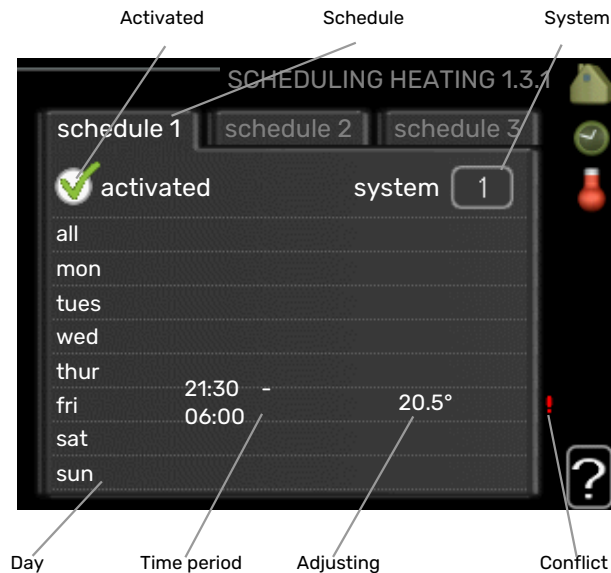 Activated Schedule System
SCHEDULING HEATING 1.3.1
schedule 1 schedule 2 schedule 3
activated system 1
all
mon
tues
wed
thur
21:30 -
fri 20.5° !
06:00
sat
sun
?
Day Time period Adjusting Conflict